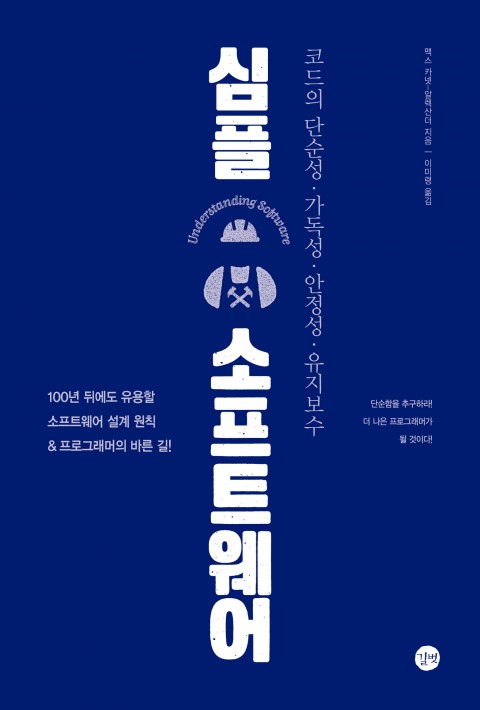 심플
소프트웨어
Understanding Software
코드의 단순성·가독성·안정성·유지보수
맥스 카넷-알렉산더 지음 | 이미령 옮김
100년 뒤에도 유용할
소프트웨어 설계 원칙
& 프로그래머의 바른 길!
단순함을 추구하라!
더 나은 프로그래머가
될 것이다!
길벗